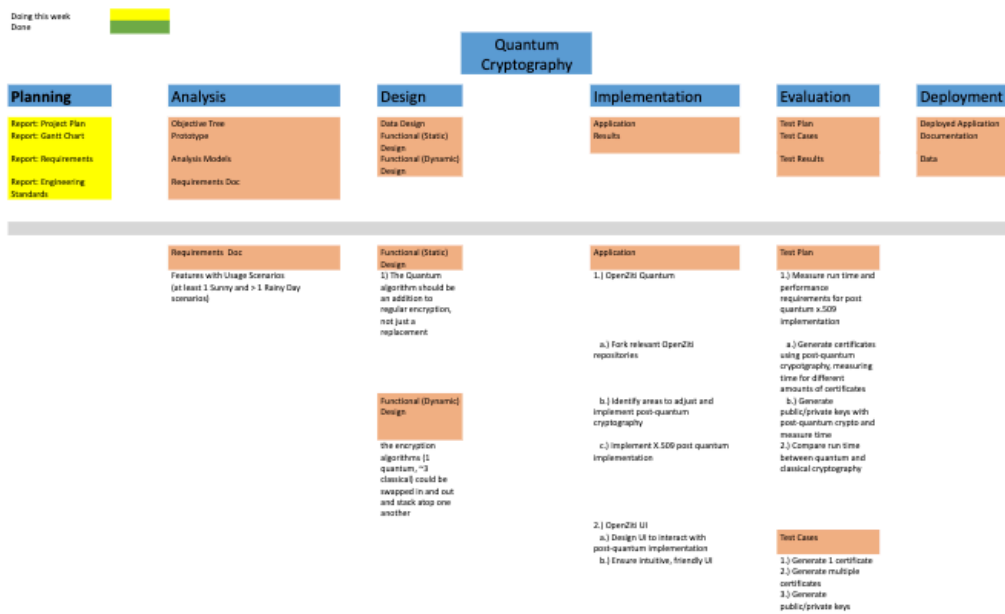 Doing this week
Done
Quantum
Cryptography
Planning
Analysis
Design
Implementation
Evaluation
Deployment
Report: Project Plan
Report: Gantt Chart
Report: Requirements
Report: Engineering
Standards
Objective Tree
Prototype
Analysis Models
Requirements Doc
Data Design
Functional (Static)
Design
Functional (Dynamic)
Design
Application
Results
Test Plan
Test Cases
Test Results
Deployed Application
Documentation
Data
Requirements Doc
Features with Usage Scenarios
(at least 1 Sunny and > 1 Rainy Day
scenarios)
Functional (Static)
Design
1) The Quantum
algorithm should be
an addition to
regular encryption,
not just a
replacement
Functional (Dynamic)
Design
the encryption
algorithms (1
quantum, ~3
classical) could be
swapped in and out
and stack atop one
another
Application
1.) OpenZiti Quantum
a.) Fork relevant OpenZiti
repositories
b.) Identify areas to adjust and
implement post-quantum
cryptography
c.) Implement X.509 post quantum
implementation
2.) OpenZiti UI
a.) Design UI to interact with
post-quantum implementation
b.) Ensure intuitive, friendly UI
Test Plan
1.) Measure run time and
performance
requirements for post
quantum x.509
implementation
a.) Generate certificates
using post-quantum
crypotgraphy, measuring
time for different
amounts of certificates
b.) Generate
public/private keys with
post-quantum crypto and
measure time
2.) Compare run time
between quantum and
classical cryptography
Test Cases
1.) Generate 1 certificate
2.) Generate multiple
certificates
3.) Generate
public/private keys